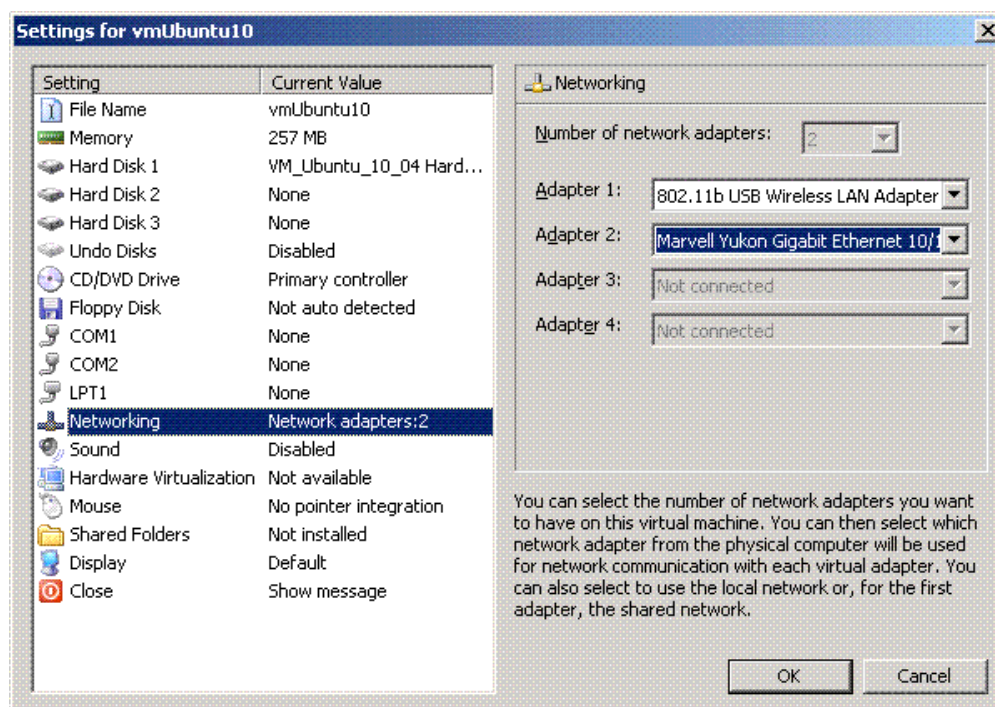 Settings for vmUbuntu10
Setting Current Value
File Name vmUbuntu10
Memory 257 MB
Hard Disk 1 VM_Ubuntu_10_04 Hard...
Hard Disk 2 None
Hard Disk 3 None
Undo Disks Disabled
CD/DVD Drive Primary controller
Floppy Disk Not auto detected
COM1 None
COM2 None
LPT1 None
Networking Network adapters:2
Sound Disabled
Hardware Virtualization Not available
Mouse No pointer integration
Shared Folders Not installed
Display Default
Close Show message
Networking
Number of network adapters: 2
Adapter 1: 802.11b USB Wireless LAN Adapter
Adapter 2: Marvell Yukon Gigabit Ethernet 10/1
Adapter 3: Not connected
Adapter 4: Not connected
You can select the number of network adapters you want
to have on this virtual machine. You can then select which
network adapter from the physical computer will be used
for network communication with each virtual adapter. You
can also select to use the local network or, for the first
adapter, the shared network.
OK Cancel